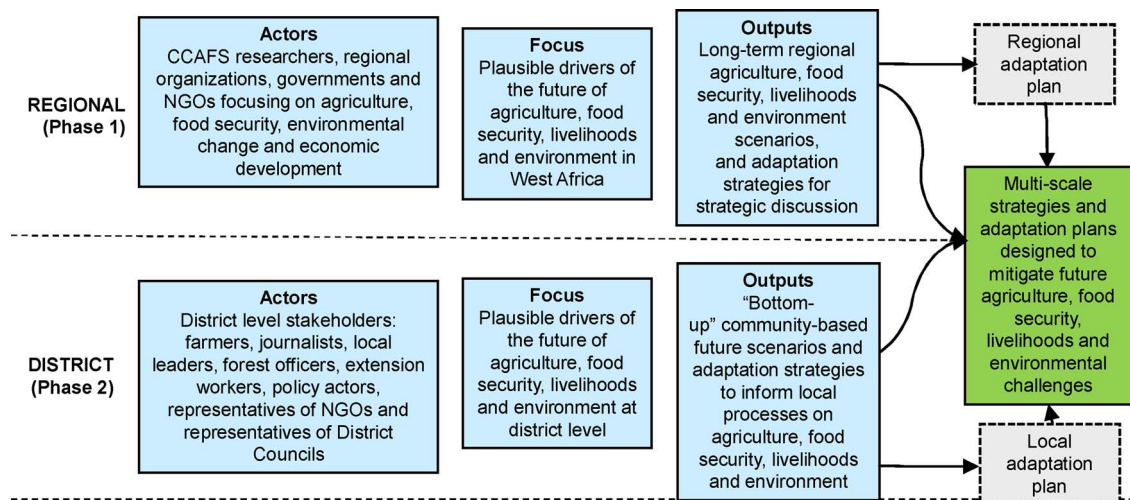 REGIONAL
(Phase 1)
Actors
CCAFS researchers, regional
organizations, governments and
NGOs focusing on agriculture,
food security, environmental
change and economic
development
Focus
Plausible drivers of
the future of
agriculture, food
security, livelihoods
and environment in
West Africa
Outputs
Long-term regional
agriculture, food
security, livelihoods
and environment
scenarios,
and adaptation
strategies for
strategic discussion
Regional
adaptation
plan
Multi-scale
strategies and
adaptation plans
designed to
mitigate future
agriculture, food
security,
livelihoods and
environmental
challenges
DISTRICT
(Phase 2)
Actors
District level stakeholders:
farmers, journalists, local
leaders, forest officers, extension
workers, policy actors,
representatives of NGOs and
representatives of District
Councils
Focus
Plausible drivers of
the future of
agriculture, food
security, livelihoods
and environment at
district level
Outputs
“Bottom-
up” community-based
future scenarios and
adaptation strategies
to inform local
processes on
agriculture, food
security, livelihoods
and environment
Local
adaptation
plan